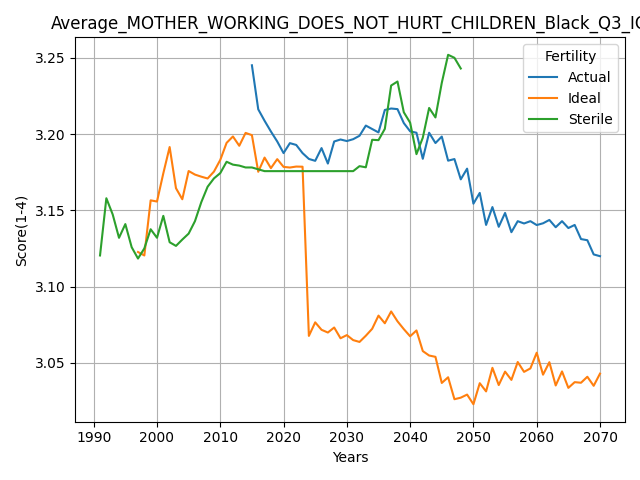 Average_MOTHER_WORKING_DOES_NOT_HURT_CHILDREN_Black_Q3_IC
Fertility
Actual
Ideal
Sterile
Score(1-4)
3.25
3.20
3.15
3.10
3.05
1990 2000 2010 2020 2030 2040 2050 2060 2070
Years